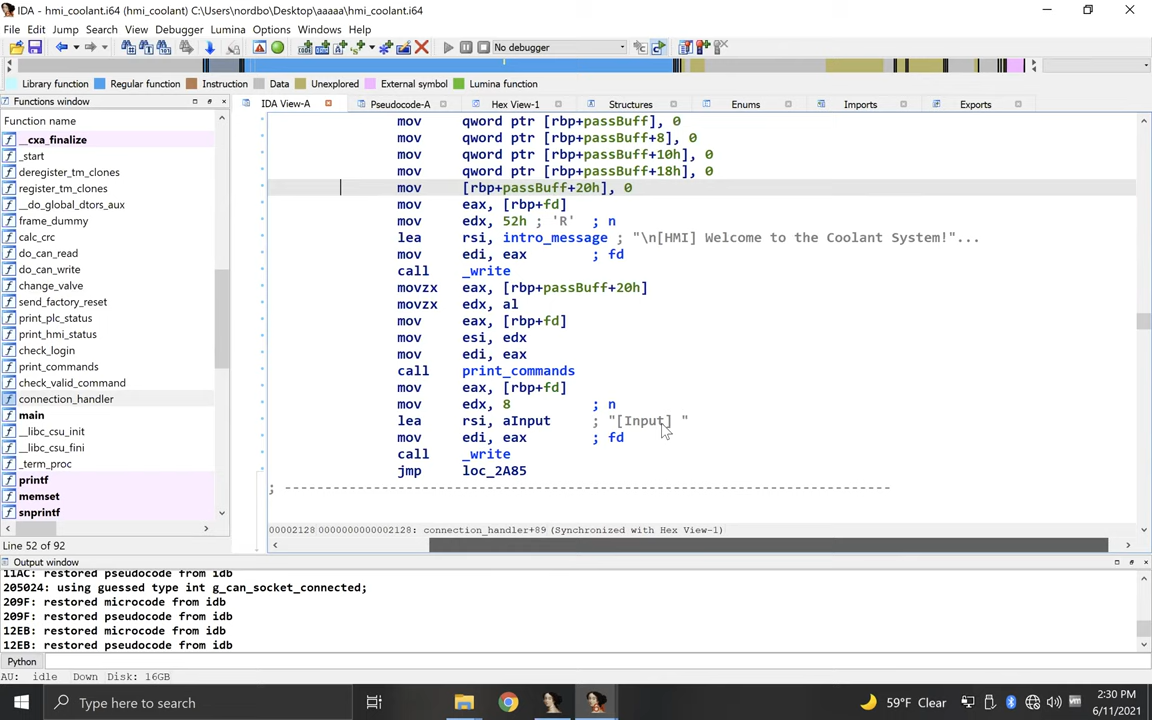 IDA - hmi_coolant.i64 (hmi_coolant) C:\Users\nordbo\Desktop\aaaaa\hmi_coolant.i64
File Edit Jump Search View Debugger Lumina Options Windows Help
No debugger
Library function Regular function Instruction Data Unexplored External symbol Lumina function
Functions window IDA View-A Pseudocode-A Hex View-1 Structures Enums Imports Exports
Function name
__cxa_finalize
_start
deregister_tm_clones
register_tm_clones
__do_global_dtors_aux
frame_dummy
calc_crc
do_can_read
do_can_write
change_valve
send_factory_reset
print_plc_status
print_hmi_status
check_login
print_commands
check_valid_command
connection_handler
main
__libc_csu_init
__libc_csu_fini
_term_proc
printf
memset
snprintf
Line 52 of 92
mov qword ptr [rbp+passBuff], 0
mov qword ptr [rbp+passBuff+8], 0
mov qword ptr [rbp+passBuff+10h], 0
mov qword ptr [rbp+passBuff+18h], 0
mov [rbp+passBuff+20h], 0
mov eax, [rbp+fd]
mov edx, 52h ; 'R' ; n
lea rsi, intro_message ; "\n[HMI] Welcome to the Coolant System!"...
mov edi, eax ; fd
call _write
movzx eax, [rbp+passBuff+20h]
movzx edx, al
mov eax, [rbp+fd]
mov esi, edx
mov edi, eax
call print_commands
mov eax, [rbp+fd]
mov edx, 8 ; n
lea rsi, aInput ; "[Input] "
mov edi, eax ; fd
call _write
jmp loc_2A85
; ---------------------------------------------------------------------------
00002128 0000000000002128: connection_handler+89 (Synchronized with Hex View-1)
Output window
11AC: restored pseudocode from idb
205024: using guessed type int g_can_socket_connected;
209F: restored microcode from idb
209F: restored pseudocode from idb
12EB: restored microcode from idb
12EB: restored pseudocode from idb
Python
AU: idle Down Disk: 16GB
Type here to search
59°F Clear
2:30 PM
6/11/2021